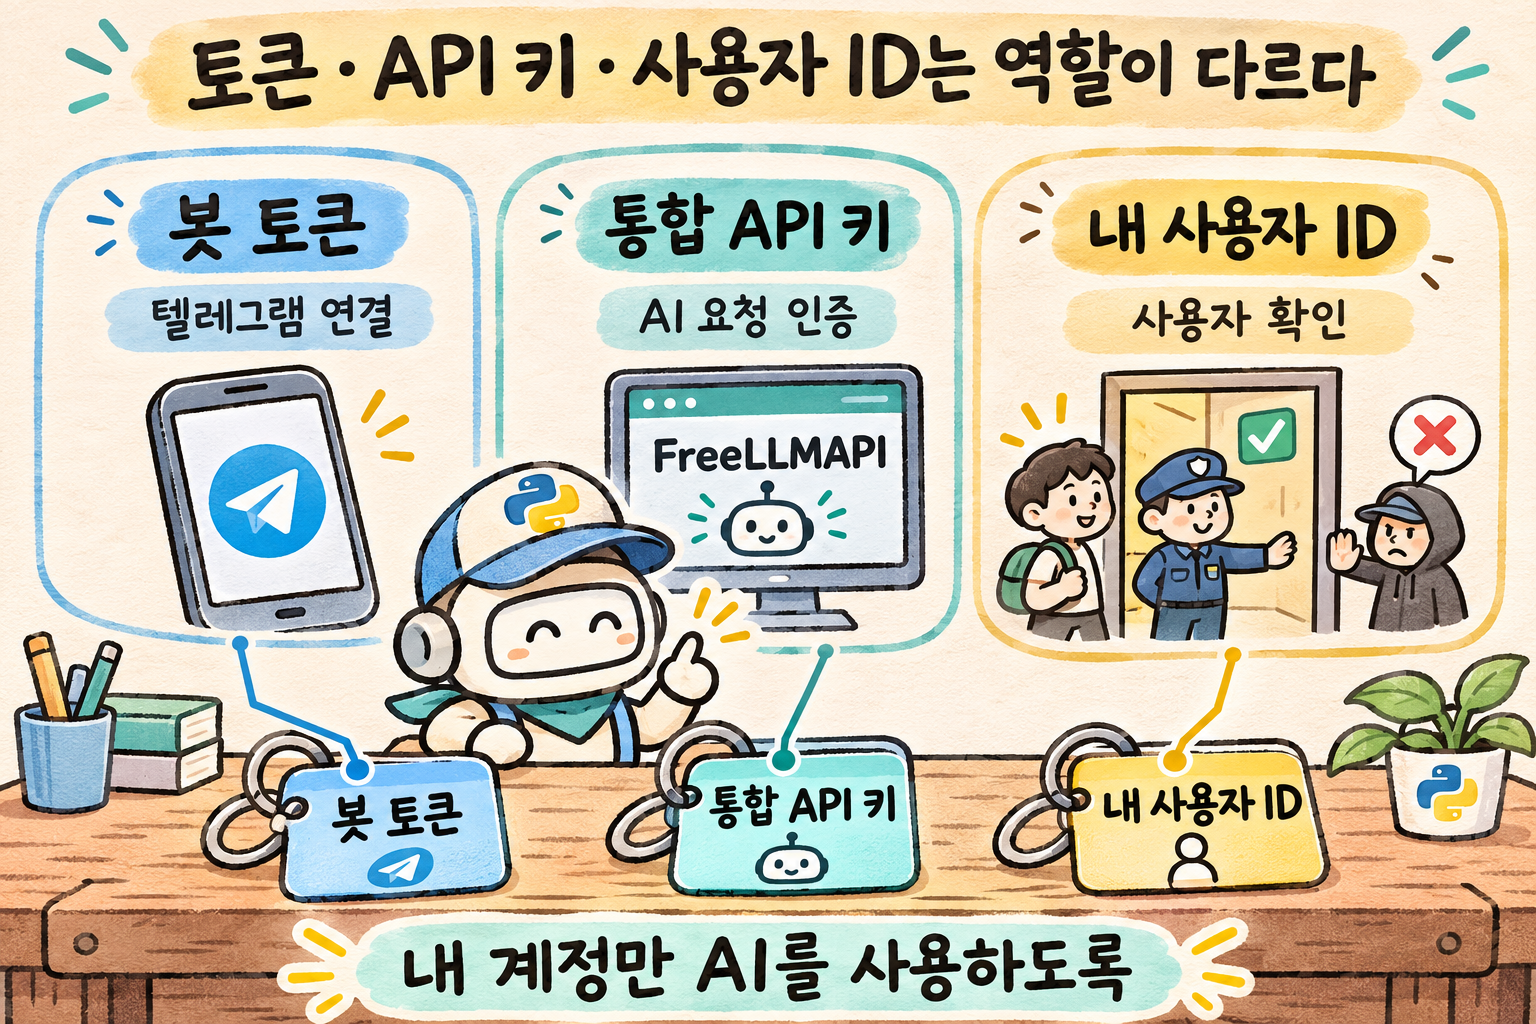 토큰 · API 키 · 사용자 ID는 역할이 다르다
봇 토큰
텔레그램 연결
통합 API 키
AI 요청 인증
FreeLLMAPI
내 사용자 ID
사용자 확인
봇 토큰
통합 API 키
내 사용자 ID
내 계정만 AI를 사용하도록